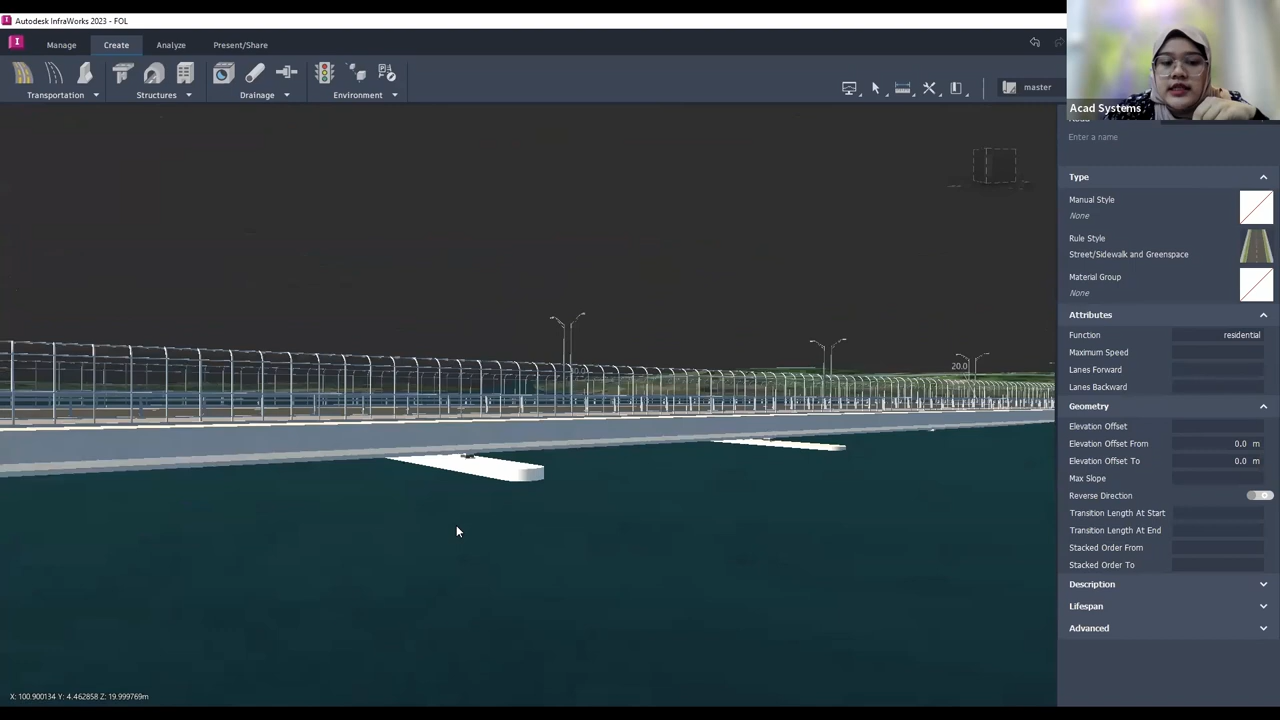 Autodesk InfraWorks 2023 - FOL
Manage
Create
Analyze
Present/Share
Transportation
Structures
Drainage
Environment
master
Acad Systems
Enter a name
Type
Manual Style
None
Rule Style
Street/Sidewalk and Greenspace
Material Group
None
Attributes
Function residential
Maximum Speed
Lanes Forward
Lanes Backward
Geometry
Elevation Offset
Elevation Offset From 0.0 m
Elevation Offset To 0.0 m
Max Slope
Reverse Direction
Transition Length At Start
Transition Length At End
Stacked Order From
Stacked Order To
Description
Lifespan
Advanced
20.0
X: 100.900134 Y: 4.462858 Z: 19.999769m